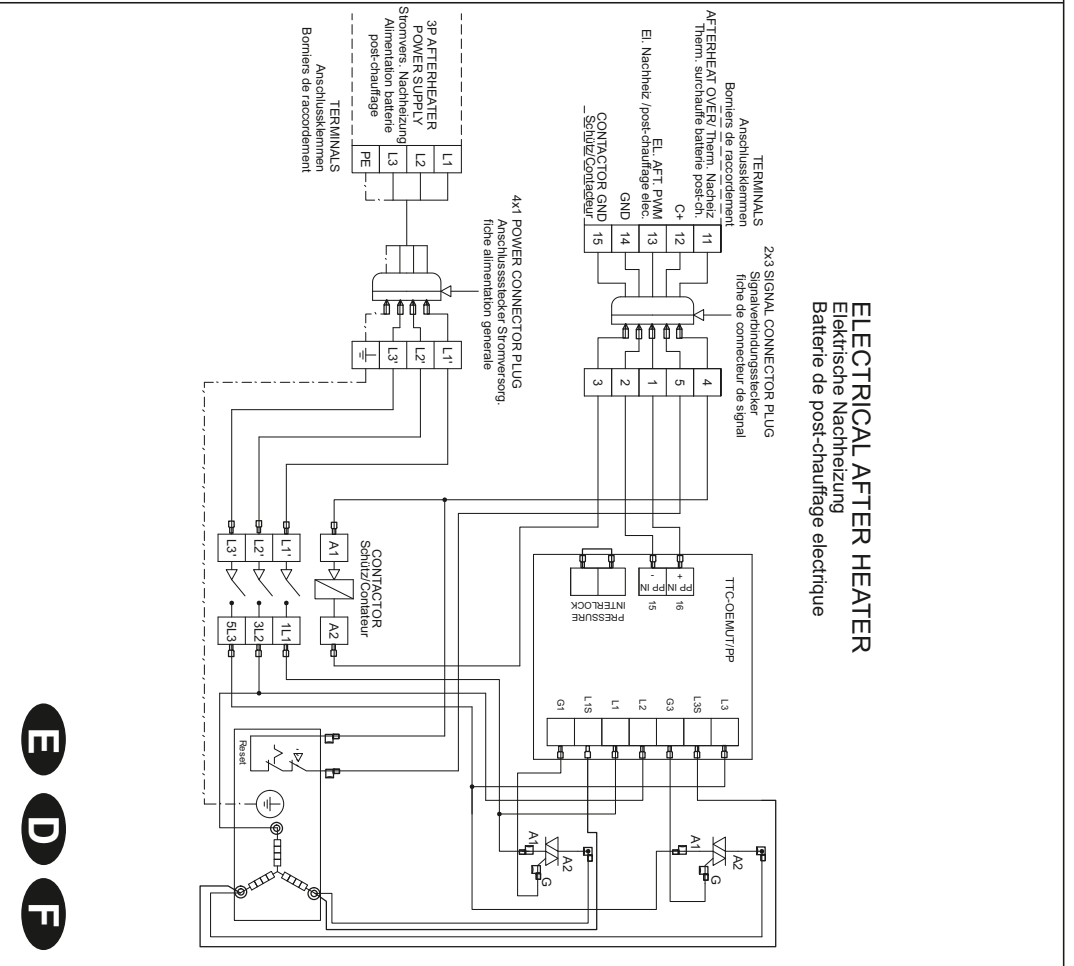 ELECTRICAL AFTER HEATER
Elektrische Nachheizung
Batterie de post-chauffage electrique
2x3 SIGNAL CONNECTOR PLUG
Signalverbindungsstecker
fiche de connecteur de signal
TERMINALS
Anschlussklemmen
Borniers de raccordement
AFTERHEAT OVER/ Therm. Nacheiz
Therm. surchauffe batterie post-ch.
C+
EL. AFT. PWM
El. Nachheiz /post-chauffage elec.
GND
CONTACTOR GND
Schütz/Contacteur
11
12
13
14
15
4
5
1
2
3
4x1 POWER CONNECTOR PLUG
Anschlussstecker Stromversorg.
fiche alimentation generale
3P AFTERHEATER
POWER SUPPLY
Stromvers. Nachheizung
Alimentation batterie
post-chauffage
L1
L2
L3
PE
TERMINALS
Anschlussklemmen
Borniers de raccordement
L1'
L2'
L3'
TTC-OEMUT/PP
+ PP IN
- PP IN
16
15
PRESSURE
INTERLOCK
L3
L3S
G3
L2
L1
L1S
G1
CONTACTOR
Schütz/Contateur
A1
A2
L1'
L2'
L3'
1L1
3L2
5L3
Reset
A1
A2
G
A1
A2
G
E D F